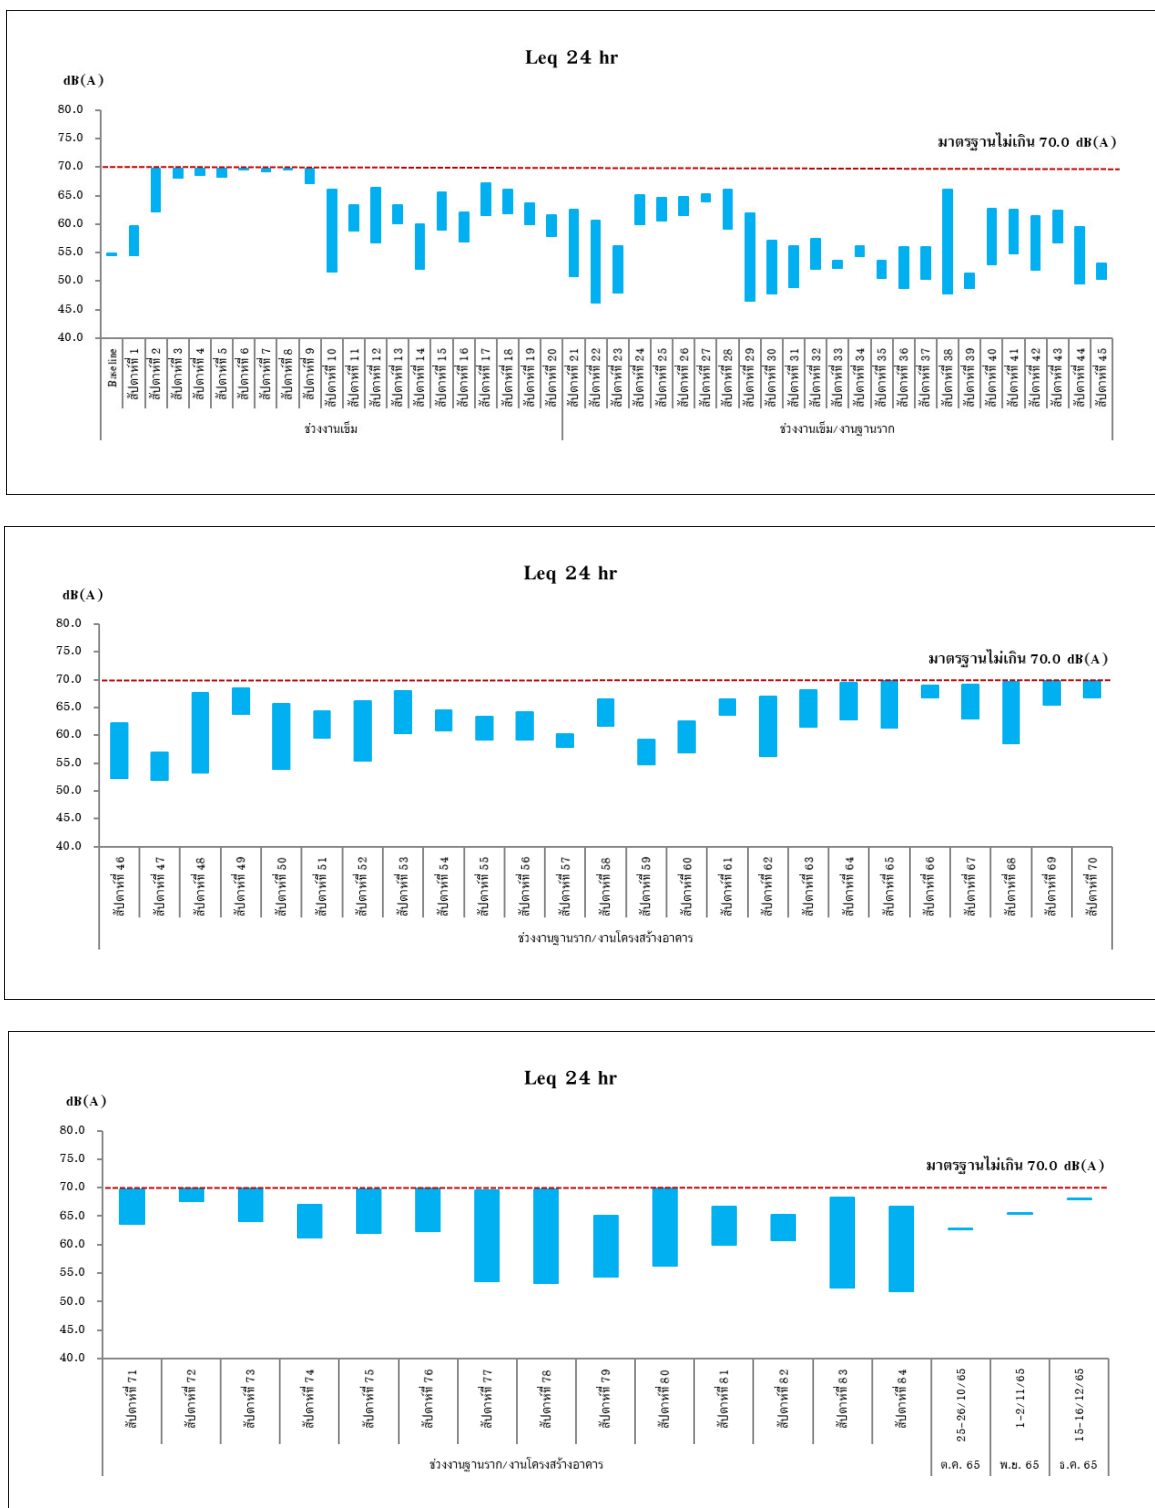 Leq 24 hr
dB(A)
มาตรฐานไม่เกิน 70.0 dB(A)
80.0
75.0
70.0
65.0
60.0
55.0
50.0
45.0
40.0
Baseline
สัปดาห์ที่ 1
สัปดาห์ที่ 2
สัปดาห์ที่ 3
สัปดาห์ที่ 4
สัปดาห์ที่ 5
สัปดาห์ที่ 6
สัปดาห์ที่ 7
สัปดาห์ที่ 8
สัปดาห์ที่ 9
สัปดาห์ที่ 10
สัปดาห์ที่ 11
สัปดาห์ที่ 12
สัปดาห์ที่ 13
สัปดาห์ที่ 14
สัปดาห์ที่ 15
สัปดาห์ที่ 16
สัปดาห์ที่ 17
สัปดาห์ที่ 18
สัปดาห์ที่ 19
สัปดาห์ที่ 20
สัปดาห์ที่ 21
สัปดาห์ที่ 22
สัปดาห์ที่ 23
สัปดาห์ที่ 24
สัปดาห์ที่ 25
สัปดาห์ที่ 26
สัปดาห์ที่ 27
สัปดาห์ที่ 28
สัปดาห์ที่ 29
สัปดาห์ที่ 30
สัปดาห์ที่ 31
สัปดาห์ที่ 32
สัปดาห์ที่ 33
สัปดาห์ที่ 34
สัปดาห์ที่ 35
สัปดาห์ที่ 36
สัปดาห์ที่ 37
สัปดาห์ที่ 38
สัปดาห์ที่ 39
สัปดาห์ที่ 40
สัปดาห์ที่ 41
สัปดาห์ที่ 42
สัปดาห์ที่ 43
สัปดาห์ที่ 44
สัปดาห์ที่ 45
ช่วงงานเข็ม
ช่วงงานเข็ม/งานฐานราก
Leq 24 hr
dB(A)
มาตรฐานไม่เกิน 70.0 dB(A)
80.0
75.0
70.0
65.0
60.0
55.0
50.0
45.0
40.0
สัปดาห์ที่ 46
สัปดาห์ที่ 47
สัปดาห์ที่ 48
สัปดาห์ที่ 49
สัปดาห์ที่ 50
สัปดาห์ที่ 51
สัปดาห์ที่ 52
สัปดาห์ที่ 53
สัปดาห์ที่ 54
สัปดาห์ที่ 55
สัปดาห์ที่ 56
สัปดาห์ที่ 57
สัปดาห์ที่ 58
สัปดาห์ที่ 59
สัปดาห์ที่ 60
สัปดาห์ที่ 61
สัปดาห์ที่ 62
สัปดาห์ที่ 63
สัปดาห์ที่ 64
สัปดาห์ที่ 65
สัปดาห์ที่ 66
สัปดาห์ที่ 67
สัปดาห์ที่ 68
สัปดาห์ที่ 69
สัปดาห์ที่ 70
ช่วงงานฐานราก/งานโครงสร้างอาคาร
Leq 24 hr
dB(A)
มาตรฐานไม่เกิน 70.0 dB(A)
80.0
75.0
70.0
65.0
60.0
55.0
50.0
45.0
40.0
สัปดาห์ที่ 71
สัปดาห์ที่ 72
สัปดาห์ที่ 73
สัปดาห์ที่ 74
สัปดาห์ที่ 75
สัปดาห์ที่ 76
สัปดาห์ที่ 77
สัปดาห์ที่ 78
สัปดาห์ที่ 79
สัปดาห์ที่ 80
สัปดาห์ที่ 81
สัปดาห์ที่ 82
สัปดาห์ที่ 83
สัปดาห์ที่ 84
25-26/10/65
1-2/11/65
15-16/12/65
ช่วงงานฐานราก/งานโครงสร้างอาคาร
ต.ค. 65
พ.ย. 65
ธ.ค. 65